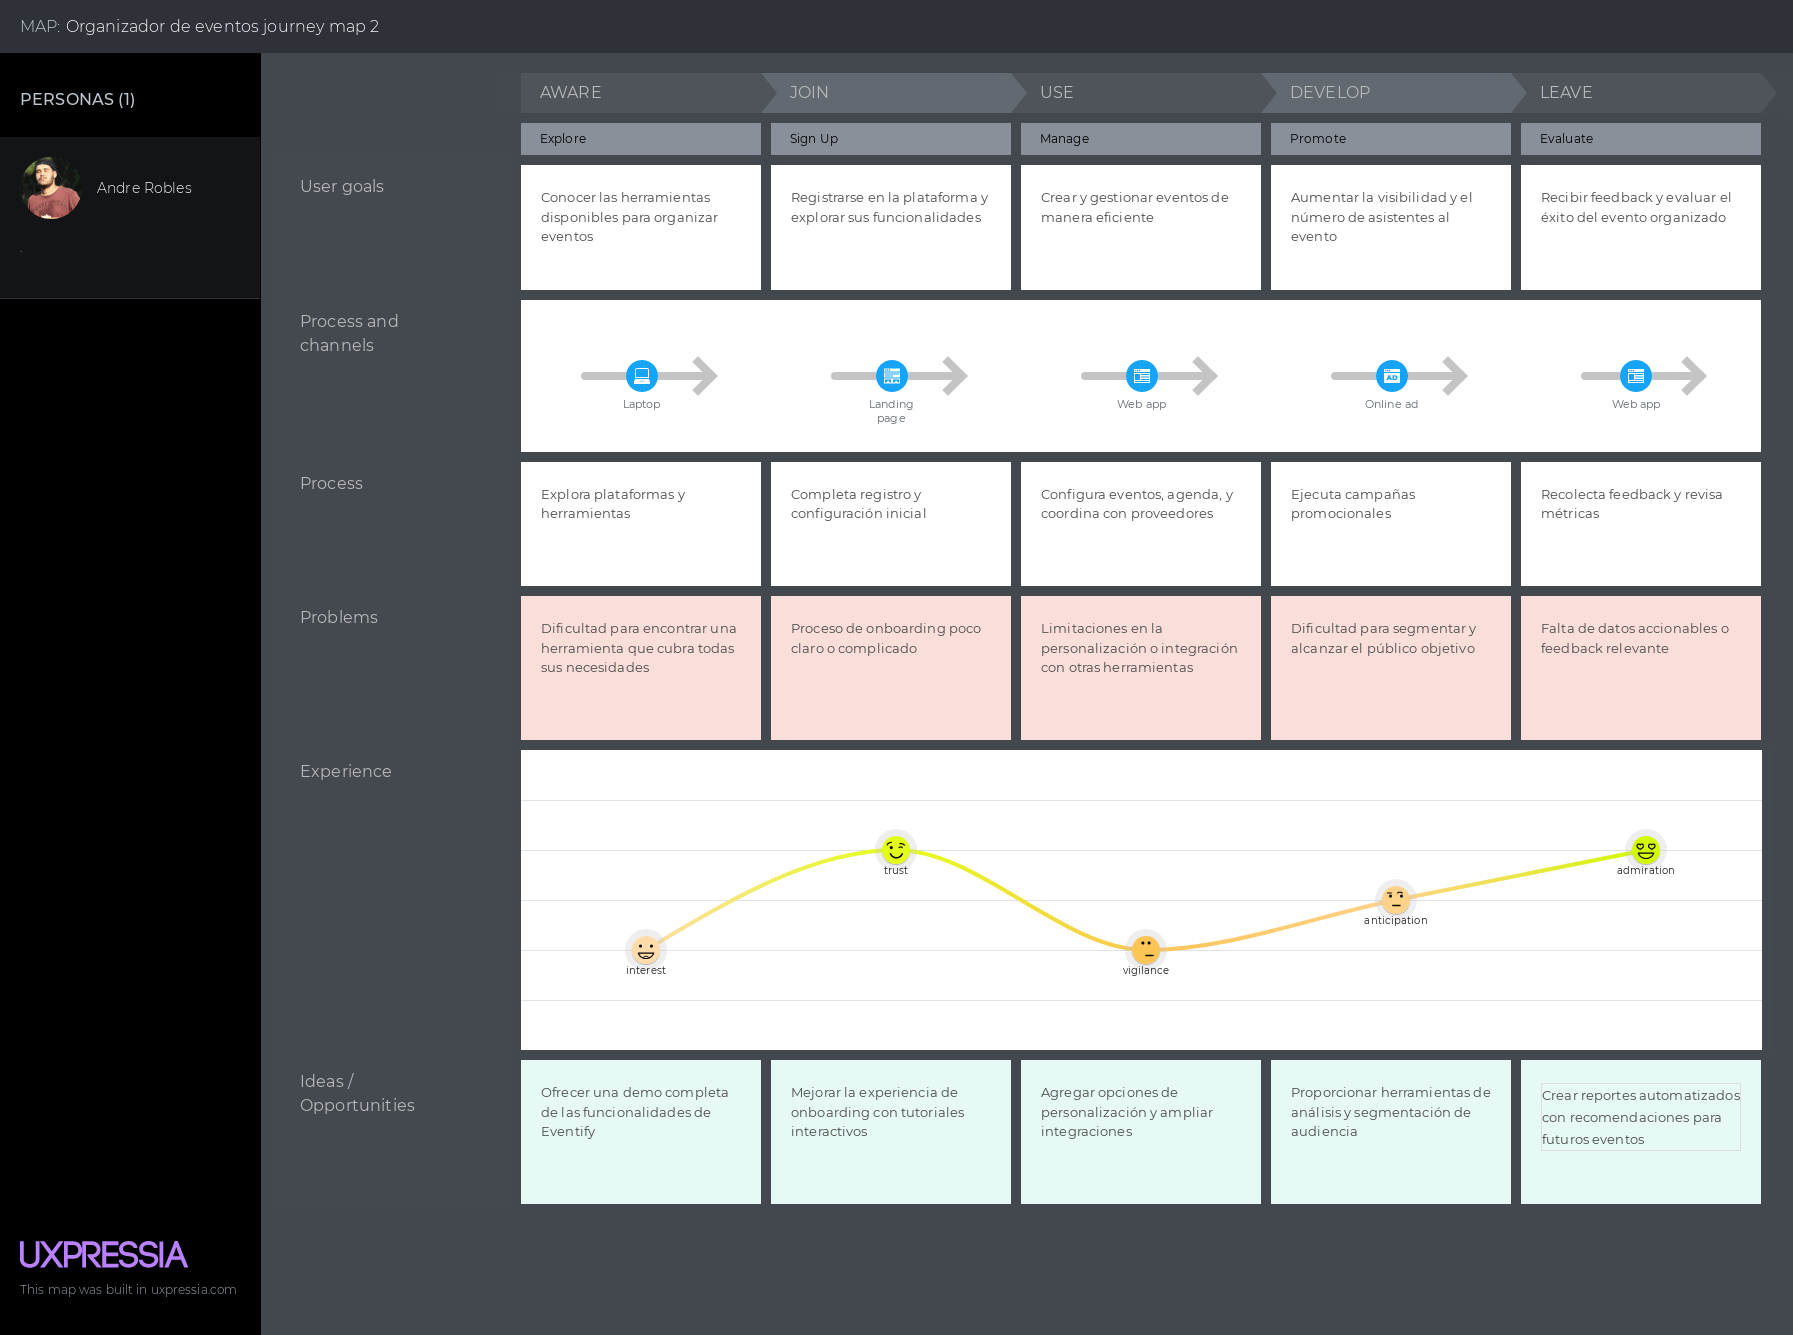 MAP: Organizador de eventos journey map 2
PERSONAS (1)
Andre Robles
-
AWARE
JOIN
USE
DEVELOP
LEAVE
Explore
Sign Up
Manage
Promote
Evaluate
User goals
Conocer las herramientas
disponibles para organizar
eventos
Registrarse en la plataforma y
explorar sus funcionalidades
Crear y gestionar eventos de
manera eficiente
Aumentar la visibilidad y el
número de asistentes al
evento
Recibir feedback y evaluar el
éxito del evento organizado
Process and
channels
Laptop
Landing
page
Web app
AD
Online ad
Web app
Process
Explora plataformas y
herramientas
Completa registro y
configuración inicial
Configura eventos, agenda, y
coordina con proveedores
Ejecuta campañas
promocionales
Recolecta feedback y revisa
métricas
Problems
Dificultad para encontrar una
herramienta que cubra todas
sus necesidades
Proceso de onboarding poco
claro o complicado
Limitaciones en la
personalización o integración
con otras herramientas
Dificultad para segmentar y
alcanzar el público objetivo
Falta de datos accionables o
feedback relevante
Experience
interest
trust
vigilance
anticipation
admiration
Ideas /
Opportunities
Ofrecer una demo completa
de las funcionalidades de
Eventify
Mejorar la experiencia de
onboarding con tutoriales
interactivos
Agregar opciones de
personalización y ampliar
integraciones
Proporcionar herramientas de
análisis y segmentación de
audiencia
Crear reportes automatizados
con recomendaciones para
futuros eventos
UXPRESSIA
This map was built in uxpressia.com